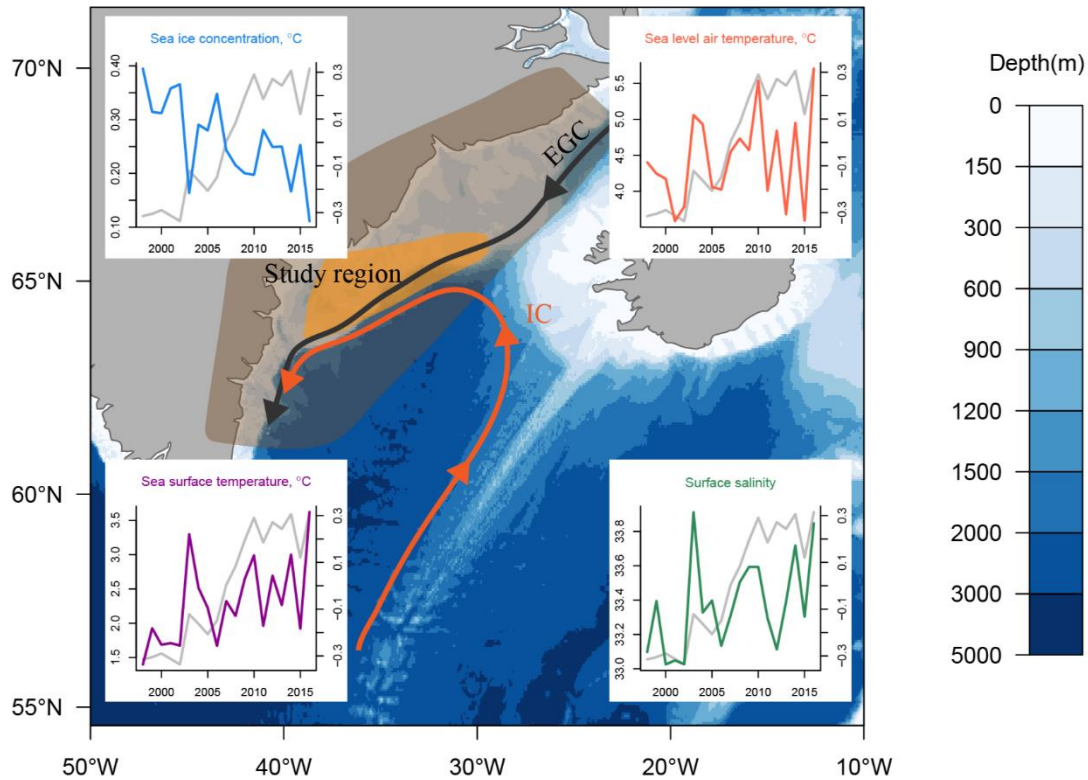 Sea ice concentration, °C
0.40
0.30
0.20
0.10
0.3
0.1
−0.1
−0.3
2000 2005 2010 2015
Sea level air temperature, °C
5.5
5.0
4.5
4.0
0.3
0.1
−0.1
−0.3
2000 2005 2010 2015
EGC
Study region
IC
Sea surface temperature, °C
3.5
3.0
2.5
2.0
1.5
0.3
0.1
−0.1
−0.3
2000 2005 2010 2015
Surface salinity
33.8
33.6
33.4
33.2
33.0
0.3
0.1
−0.1
−0.3
2000 2005 2010 2015
70°N
65°N
60°N
55°N
50°W 40°W 30°W 20°W 10°W
Depth(m)
0
150
300
600
900
1200
1500
2000
3000
5000